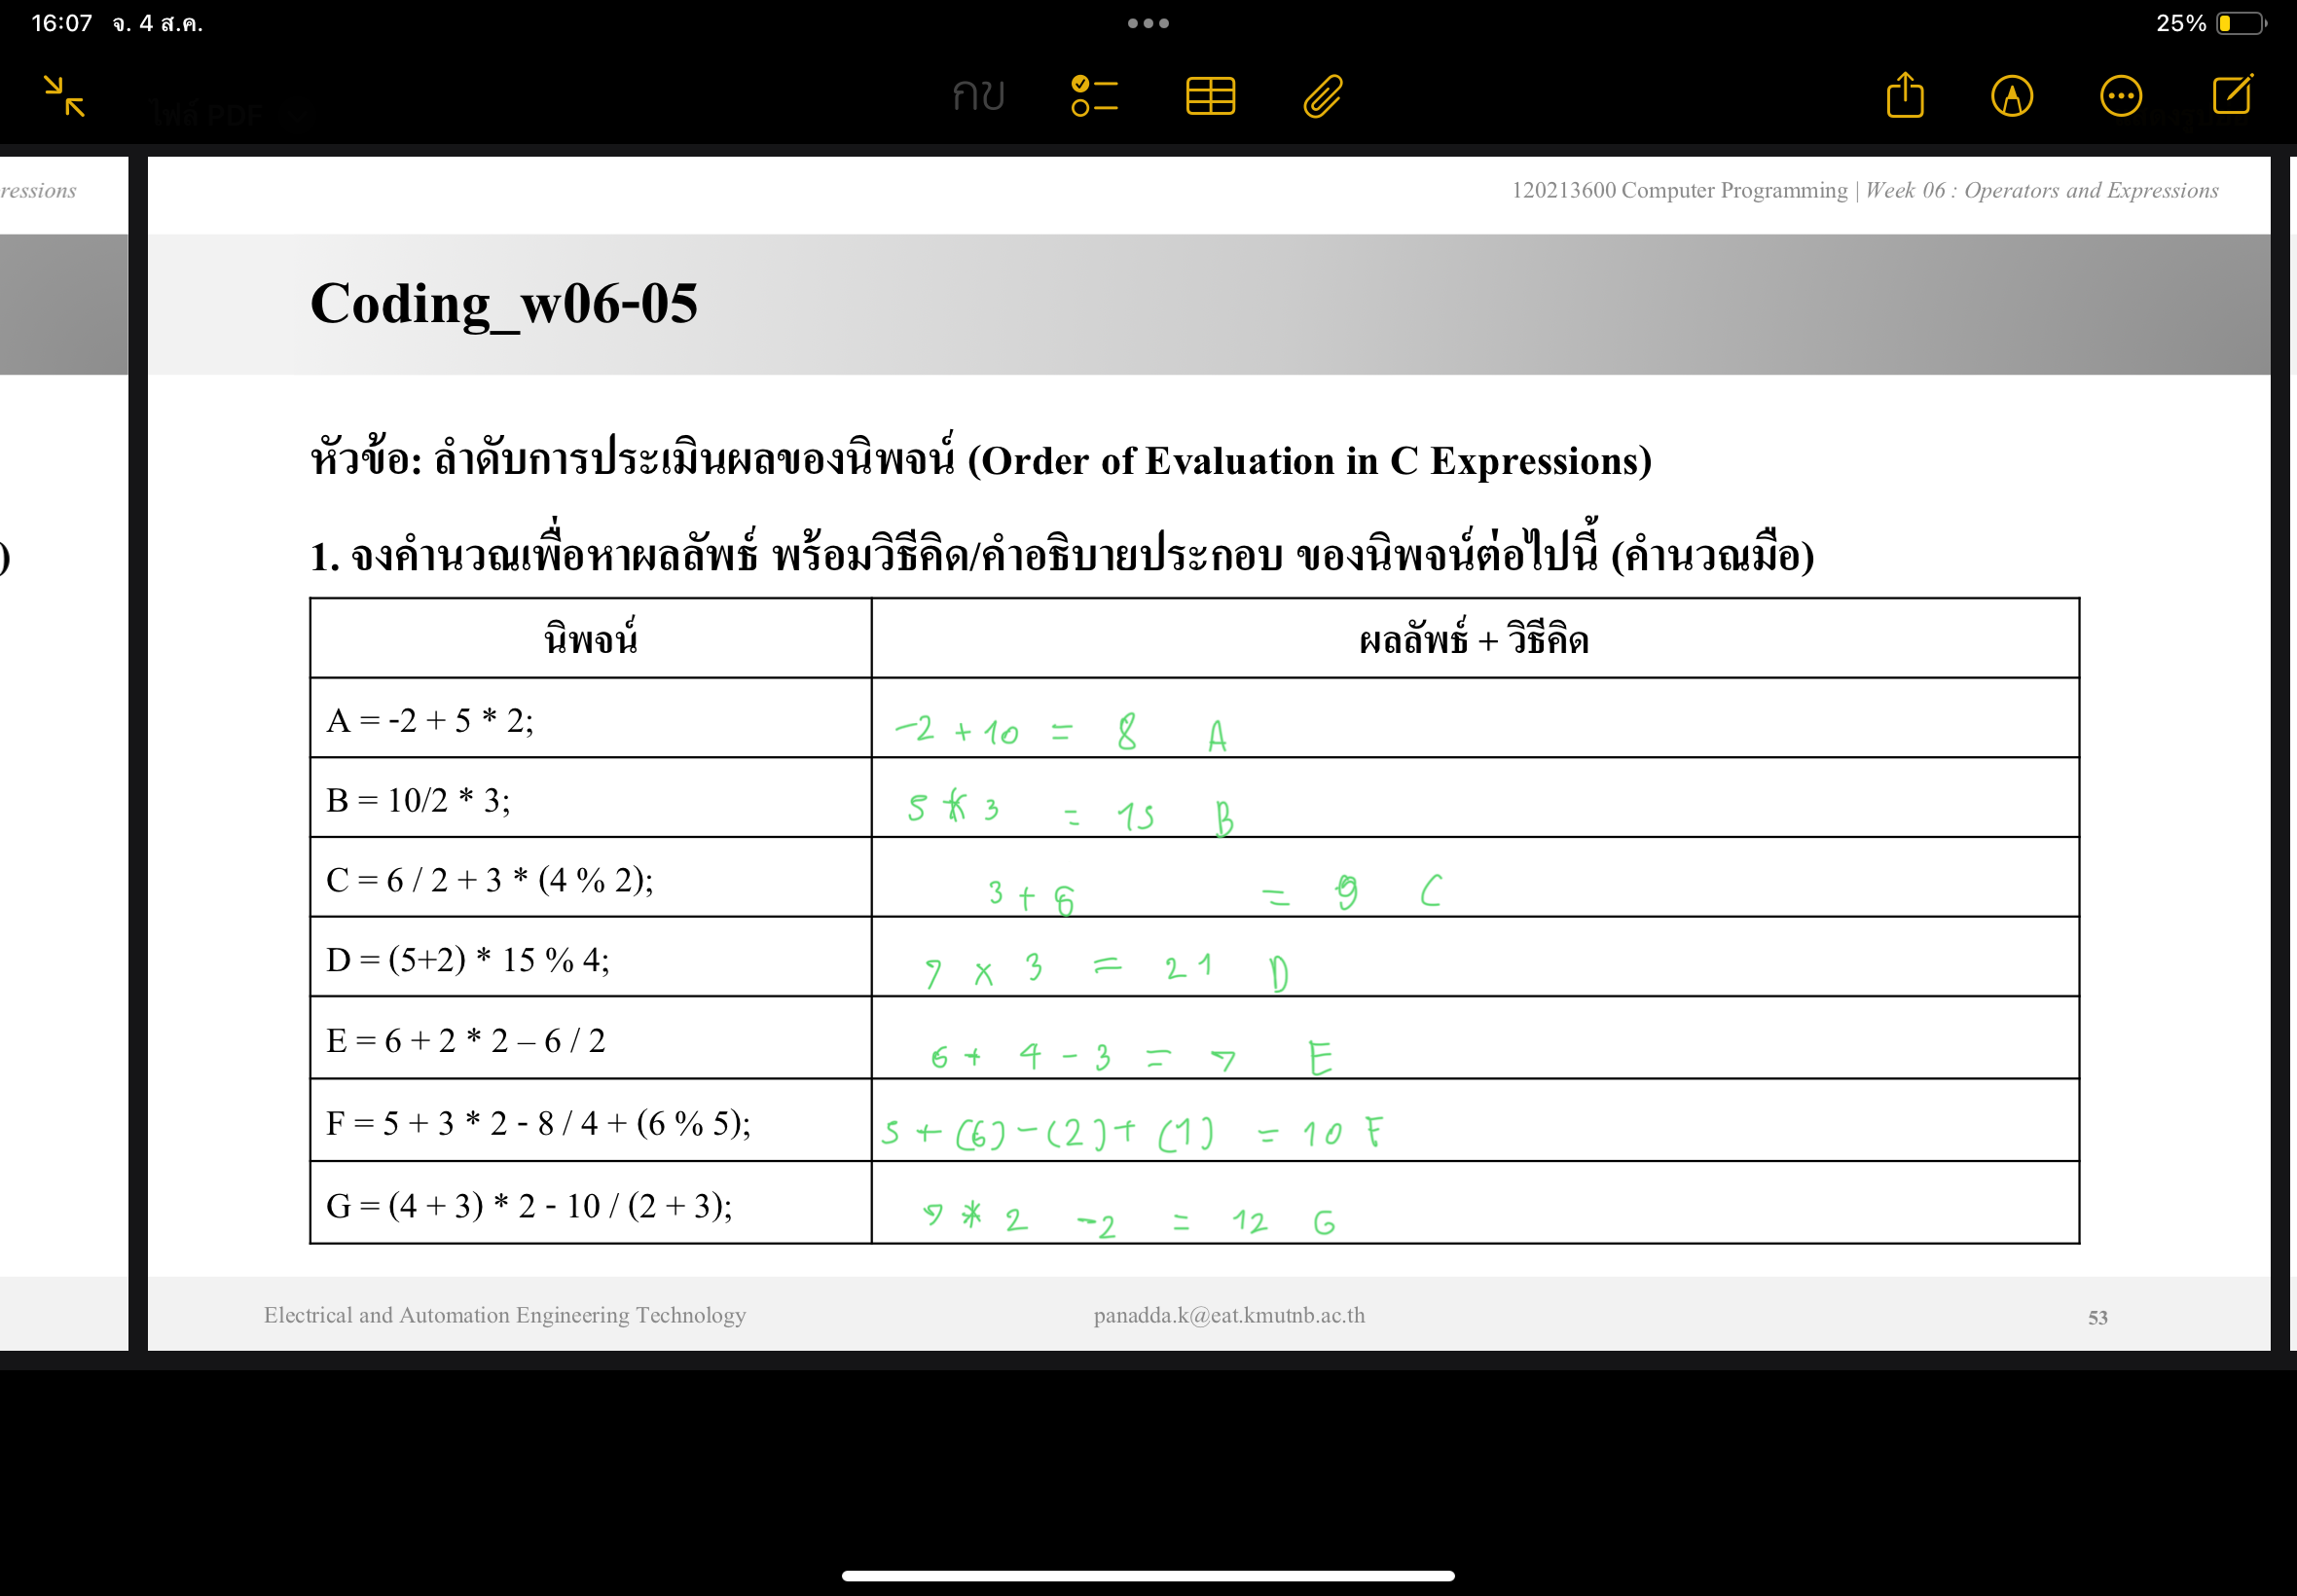 16:07 จ. 4 ส.ค.
25%
กข
ไฟล์ PDF
ressions
120213600 Computer Programming | Week 06 : Operators and Expressions
Coding_w06-05
หัวข้อ: ลำดับการประเมินผลของนิพจน์ (Order of Evaluation in C Expressions)
)
1. จงคำนวณเพื่อหาผลลัพธ์ พร้อมวิธีคิด/คำอธิบายประกอบ ของนิพจน์ต่อไปนี้ (คำนวณมือ)
นิพจน์ ผลลัพธ์ + วิธีคิด
A = -2 + 5 * 2; -2 + 10 = 8 A
B = 10/2 * 3; 5 * 3 = 15 B
C = 6 / 2 + 3 * (4 % 2); 3 + 6 = 9 C
D = (5+2) * 15 % 4; 7 x 3 = 21 D
E = 6 + 2 * 2 – 6 / 2 6 + 4 - 3 = 7 E
F = 5 + 3 * 2 - 8 / 4 + (6 % 5); 5 + (6) - (2) + (1) = 10 F
G = (4 + 3) * 2 - 10 / (2 + 3); 7 * 2 -2 = 12 G
Electrical and Automation Engineering Technology panadda.k@eat.kmutnb.ac.th 53